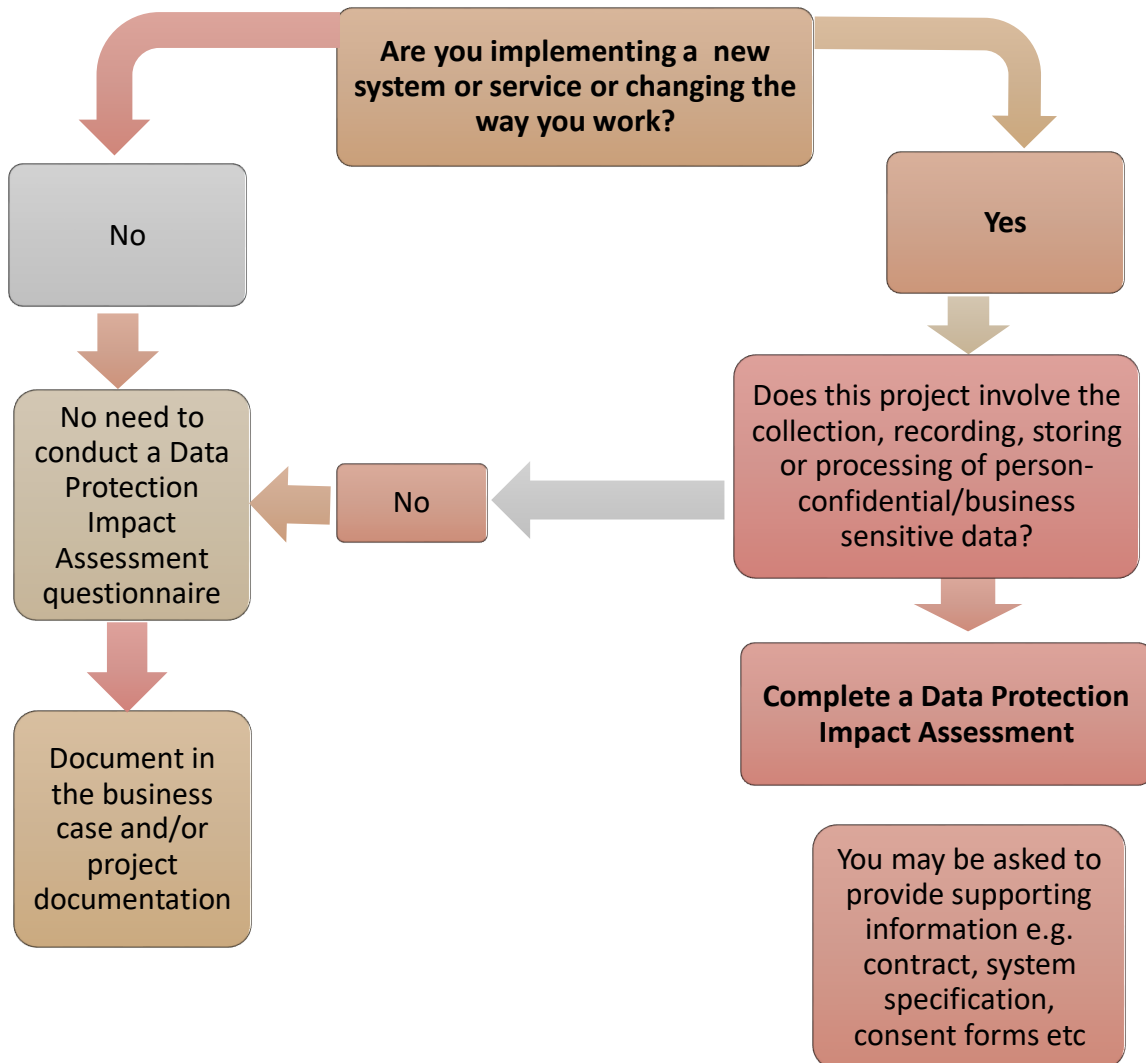 Are you implementing a  new
system or service or changing the
way you work?
No
Yes
No need to
conduct a Data
Protection
Impact
Assessment
questionnaire
No
Does this project involve the
collection, recording, storing
or processing of person-
confidential/business
sensitive data?
Complete a Data Protection
Impact Assessment
Document in
the business
case and/or
project
documentation
You may be asked to
provide supporting
information e.g.
contract, system
specification,
consent forms etc